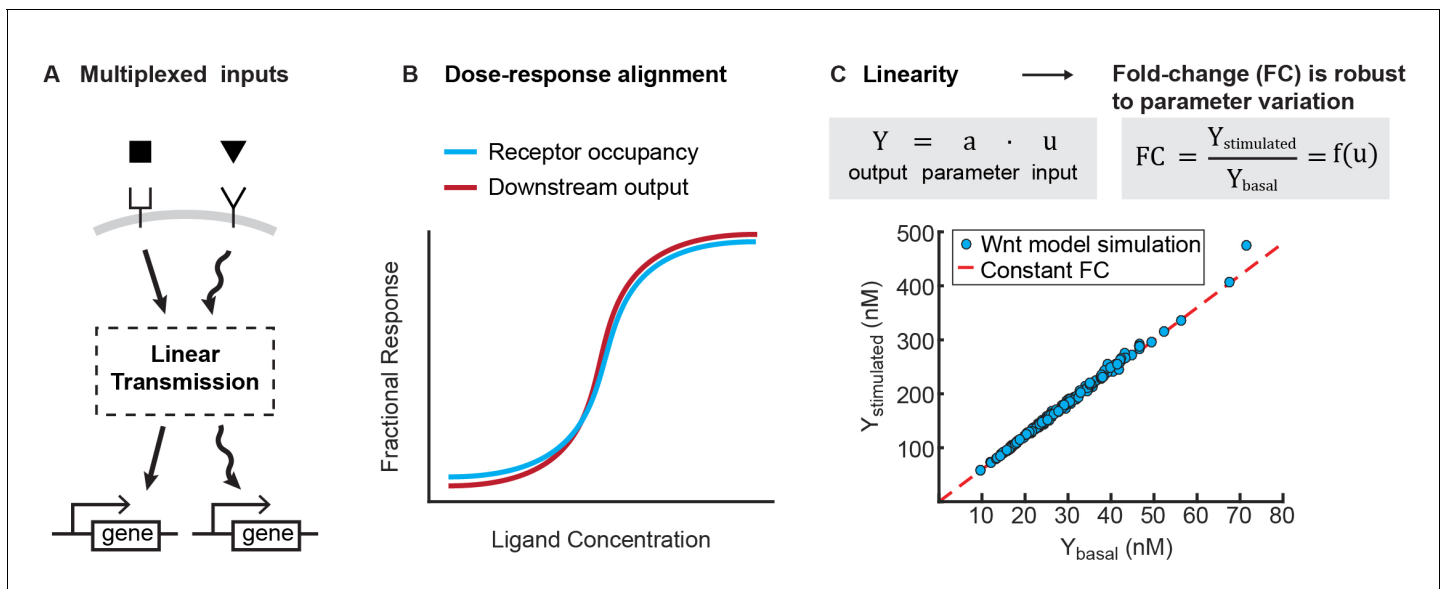 A Multiplexed inputs
Linear
Transmission
gene
gene
B Dose-response alignment
Receptor occupancy
Downstream output
Fractional Response
Ligand Concentration
C Linearity
Fold-change (FC) is robust
to parameter variation
Y = a · u
output parameter input
FC = Ystimulated / Ybasal = f(u)
Wnt model simulation
Constant FC
Ystimulated (nM)
500
400
300
200
100
10 20 30 40 50 60 70 80
Ybasal (nM)